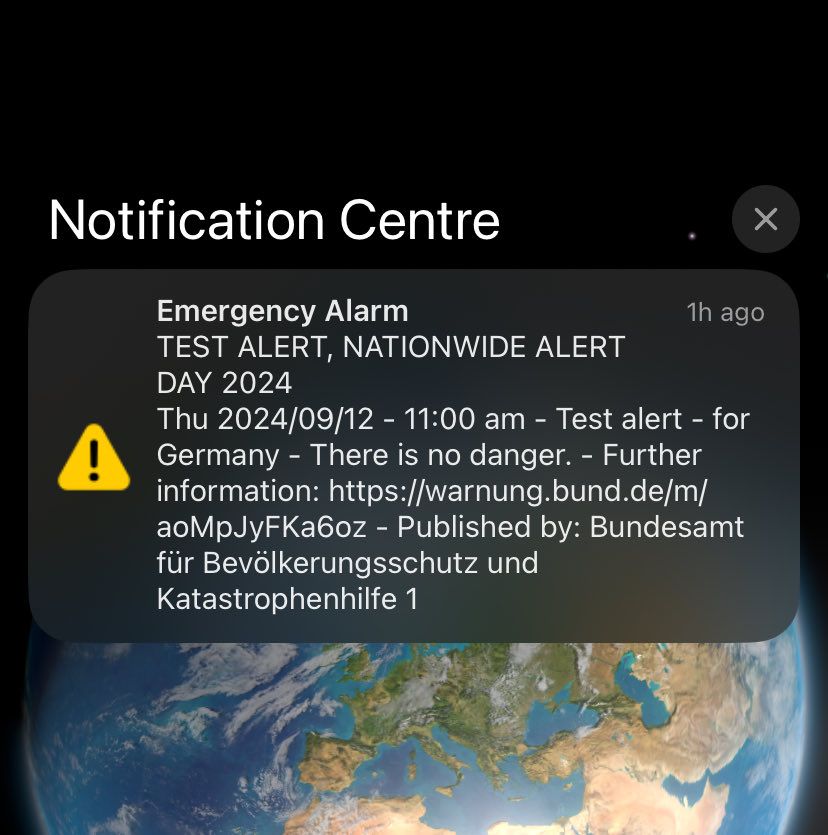 Notification Centre
Emergency Alarm 1h ago
TEST ALERT, NATIONWIDE ALERT
DAY 2024
Thu 2024/09/12 - 11:00 am - Test alert - for
Germany - There is no danger. - Further
information: https://warnung.bund.de/m/
aoMpJyFKa6oz - Published by: Bundesamt
für Bevölkerungsschutz und
Katastrophenhilfe 1